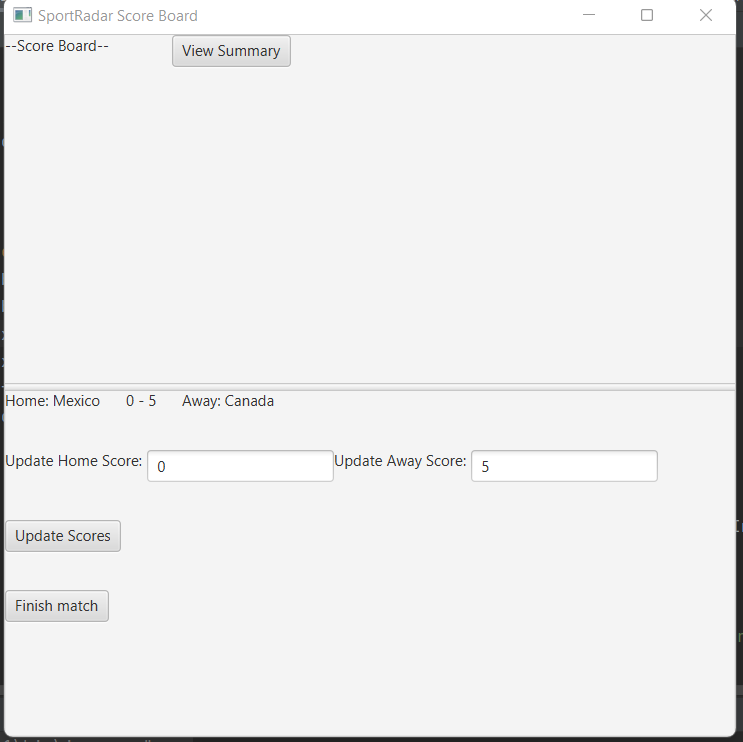 SportRadar Score Board
--Score Board-- View Summary
Home: Mexico 0 - 5 Away: Canada
Update Home Score: 0 Update Away Score: 5
Update Scores
Finish match